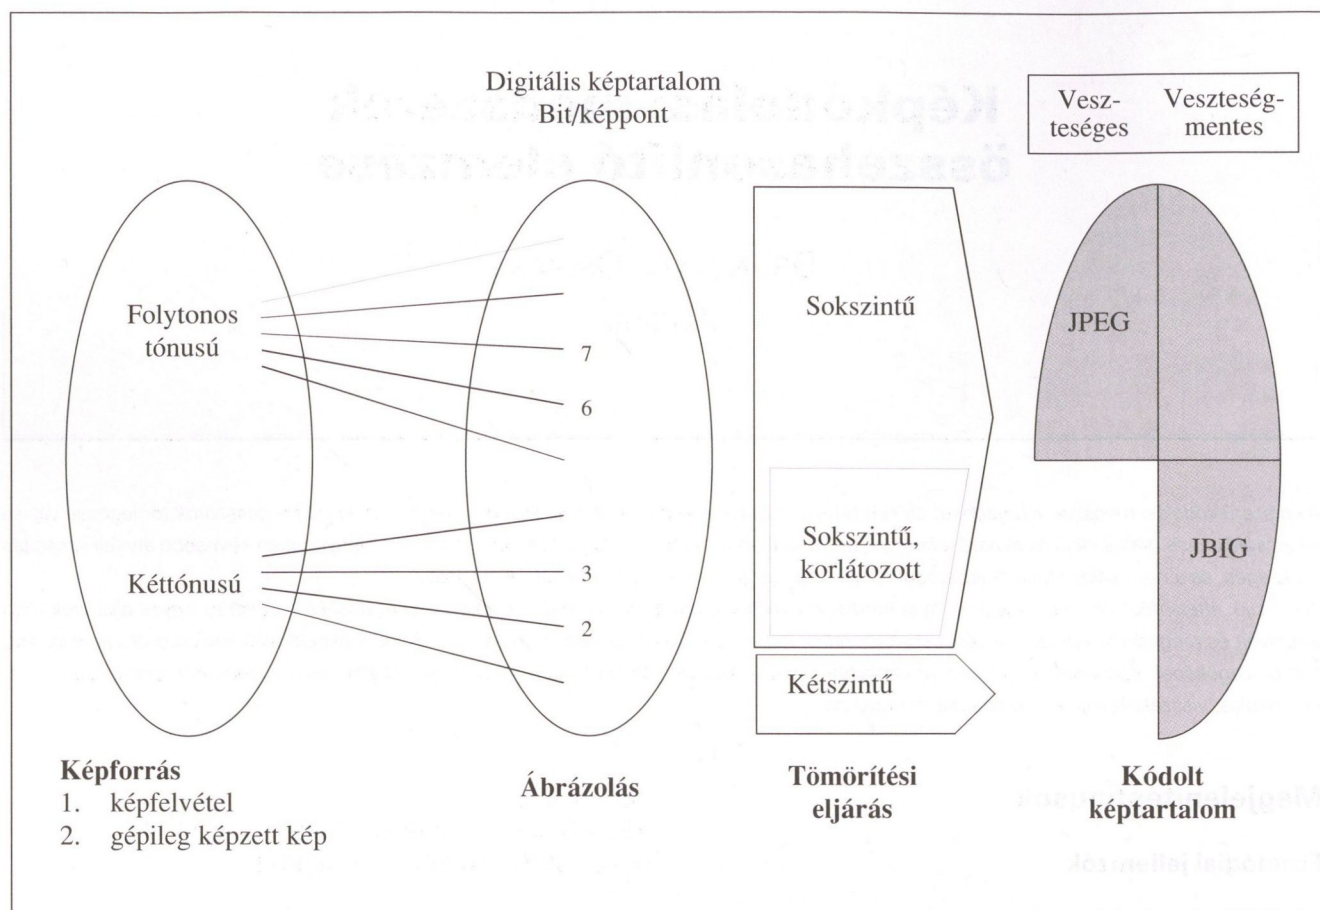 Digitális képtartalom
Bit/képpont
Vesz-
teséges
Veszteség-
mentes
Folytonos
tónusú
7
6
Sokszintű
JPEG
Kéttónusú
3
2
Sokszintű,
korlátozott
JBIG
Kétszintű
Képforrás
1. képfelvétel
2. gépileg képzett kép
Ábrázolás
Tömörítési
eljárás
Kódolt
képtartalom